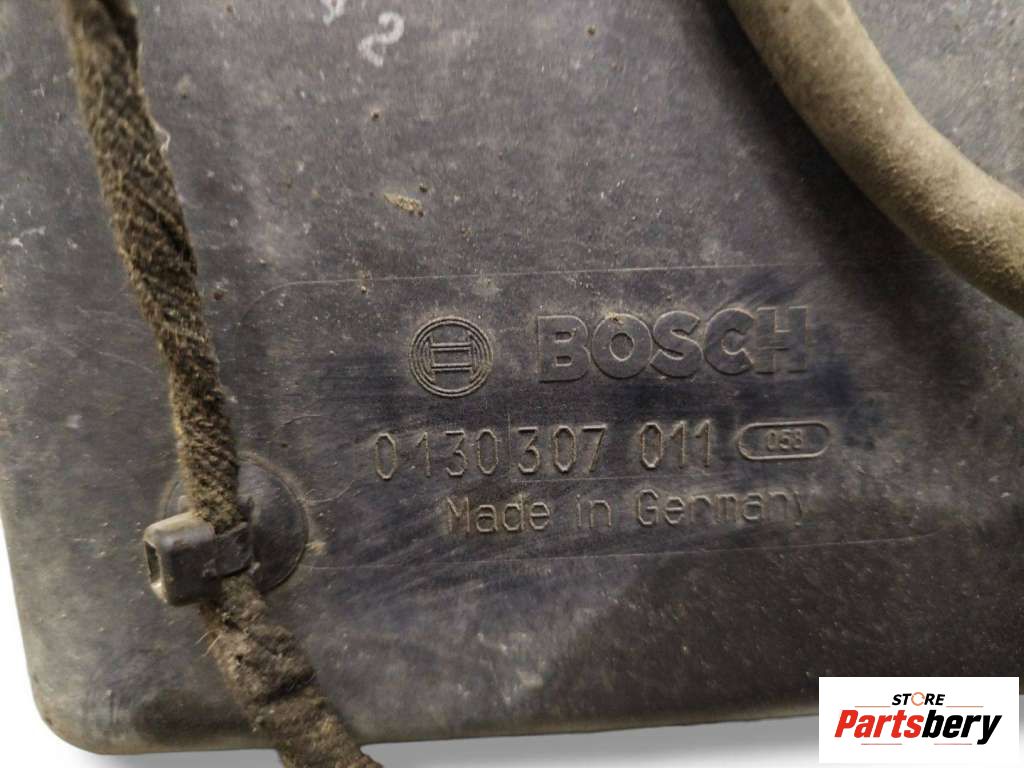 BOSCH
0 130 307 011 058
Made in Germany
STORE
Partsbery